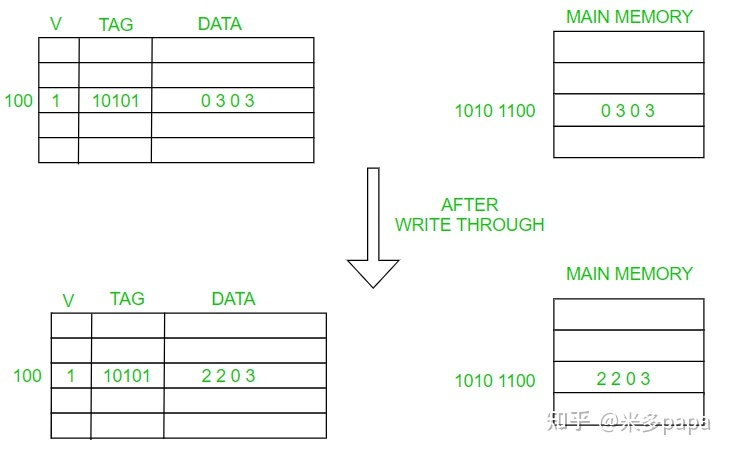 V TAG DATA
MAIN MEMORY
100 1 10101 0 3 0 3
1010 1100 0 3 0 3
AFTER
WRITE THROUGH
V TAG DATA
MAIN MEMORY
100 1 10101 2 2 0 3
1010 1100 2 2 0 3
知乎 @米多papa